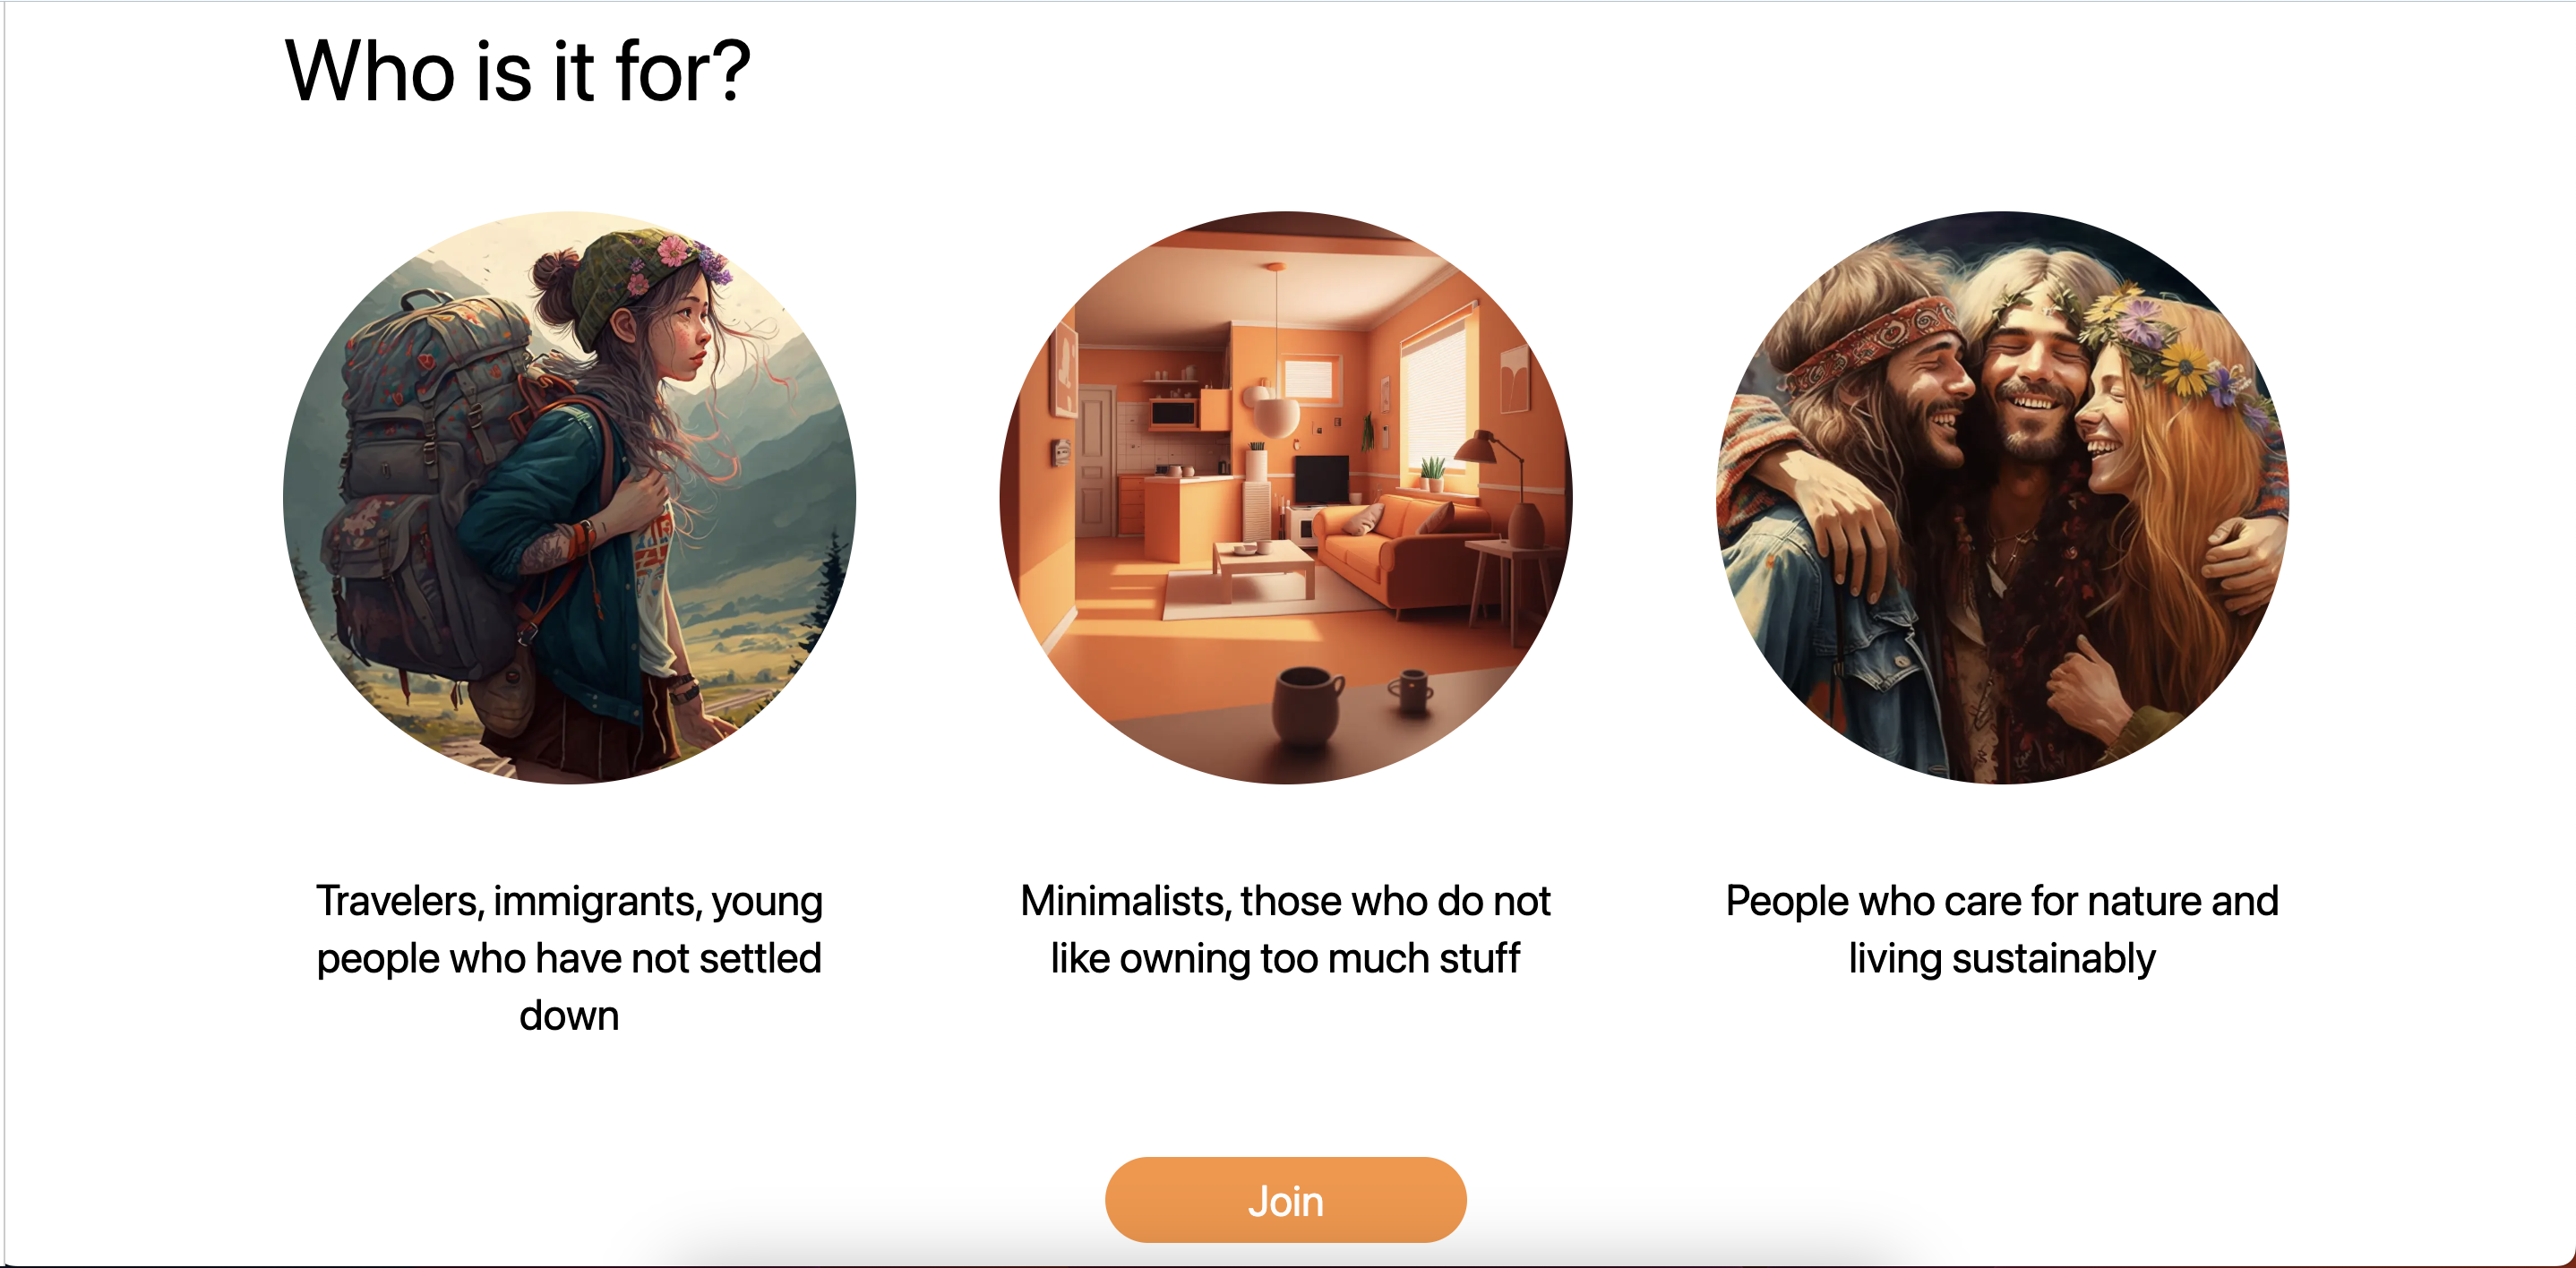 Who is it for?
Travelers, immigrants, young
people who have not settled
down
Minimalists, those who do not
like owning too much stuff
People who care for nature and
living sustainably
Join